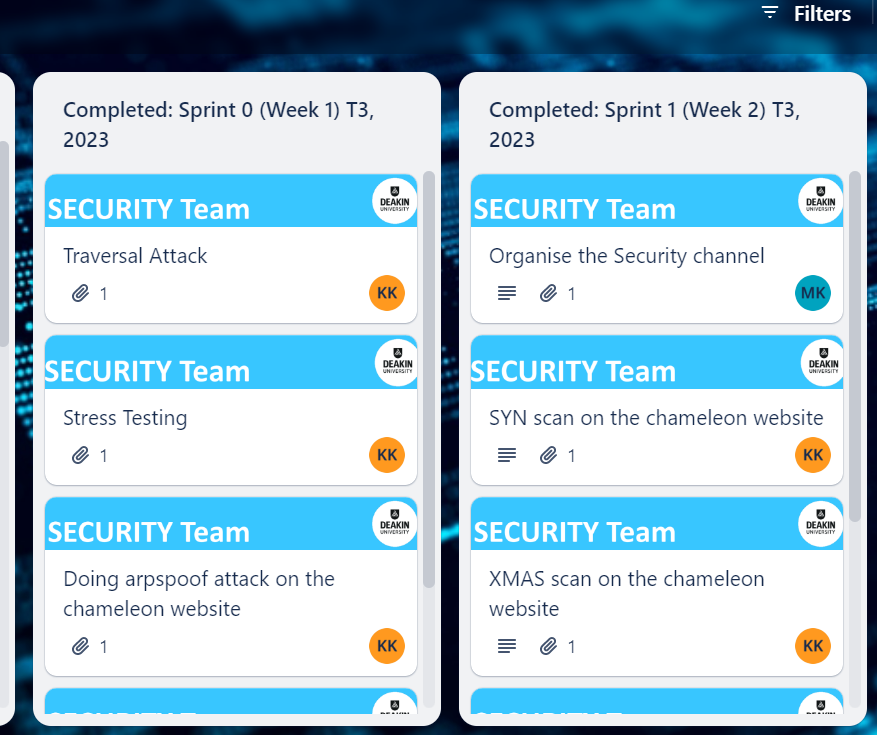 Filters
Completed: Sprint 0 (Week 1) T3,
2023
SECURITY Team
DEAKIN
UNIVERSITY
Traversal Attack
1
KK
SECURITY Team
DEAKIN
UNIVERSITY
Stress Testing
1
KK
SECURITY Team
DEAKIN
UNIVERSITY
Doing arpspoof attack on the
chameleon website
1
KK
Completed: Sprint 1 (Week 2) T3,
2023
SECURITY Team
DEAKIN
UNIVERSITY
Organise the Security channel
1
MK
SECURITY Team
DEAKIN
UNIVERSITY
SYN scan on the chameleon website
1
KK
SECURITY Team
DEAKIN
UNIVERSITY
XMAS scan on the chameleon
website
1
KK